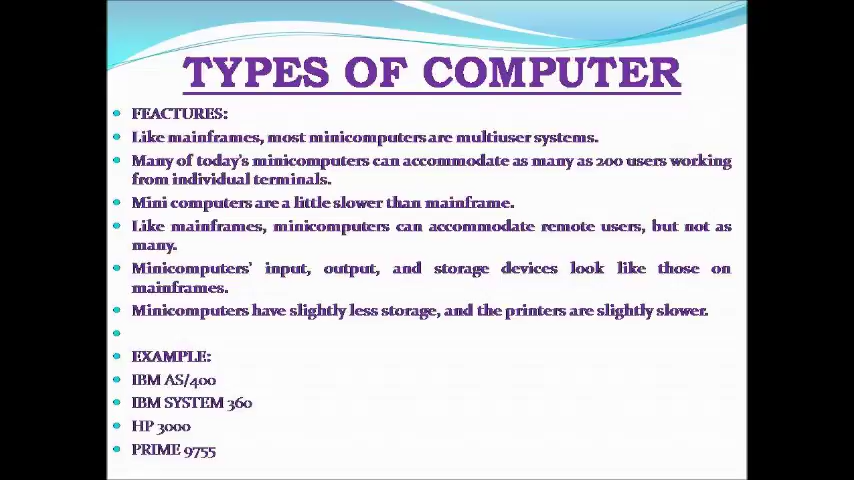 TYPES OF COMPUTER
FEACTURES:
Like mainframes, most minicomputers are multiuser systems.
Many of today's minicomputers can accommodate as many as 200 users working
from individual terminals.
Mini computers are a little slower than mainframe.
Like mainframes, minicomputers can accommodate remote users, but not as
many.
Minicomputers' input, output, and storage devices look like those on
mainframes.
Minicomputers have slightly less storage, and the printers are slightly slower.
EXAMPLE:
IBM AS/400
IBM SYSTEM 360
HP 3000
PRIME 9755